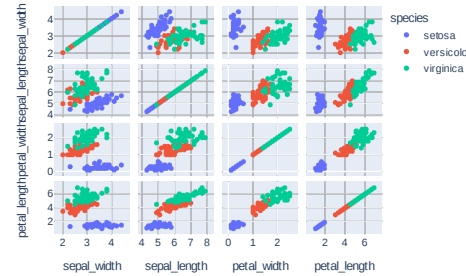 species
setosa
versicolo
virginica
sepal_width
4
3
2
sepal_length
8
7
6
5
4
petal_width
2
1
0
petal_length
6
4
2
2 3 4
4 5 6 7 8
0 1 2
2 4 6
sepal_width sepal_length petal_width petal_length